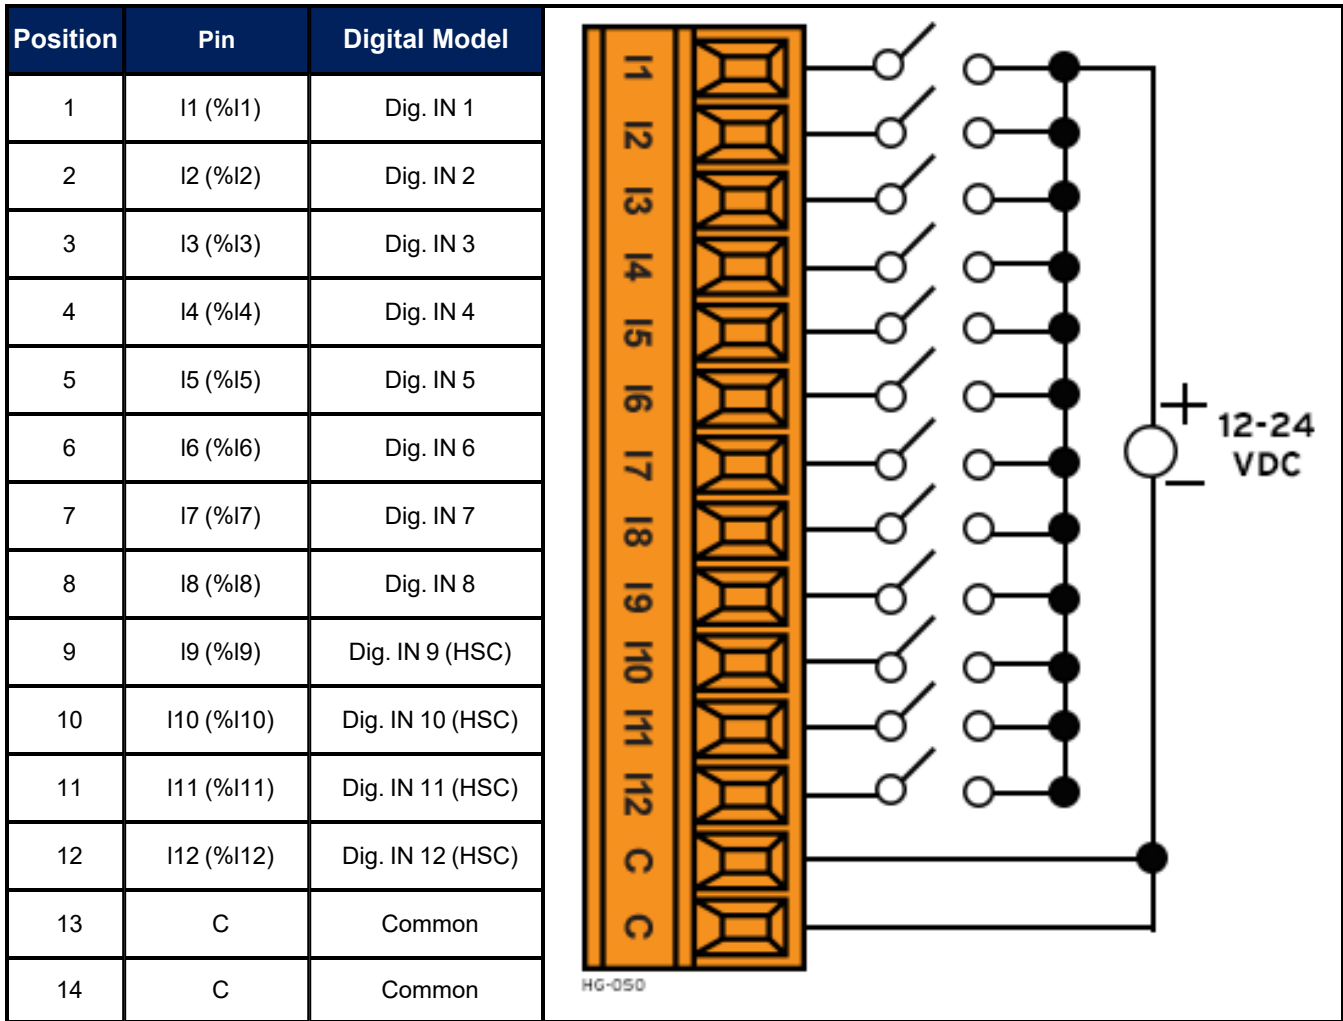 Position Pin Digital Model
1 I1 (%I1) Dig. IN 1
2 I2 (%I2) Dig. IN 2
3 I3 (%I3) Dig. IN 3
4 I4 (%I4) Dig. IN 4
5 I5 (%I5) Dig. IN 5
6 I6 (%I6) Dig. IN 6
7 I7 (%I7) Dig. IN 7
8 I8 (%I8) Dig. IN 8
9 I9 (%I9) Dig. IN 9 (HSC)
10 I10 (%I10) Dig. IN 10 (HSC)
11 I11 (%I11) Dig. IN 11 (HSC)
12 I12 (%I12) Dig. IN 12 (HSC)
13 C Common
14 C Common
I1
I2
I3
I4
I5
I6
I7
I8
I9
I10
I11
I12
C
C
+
12-24
VDC
−
HG-050